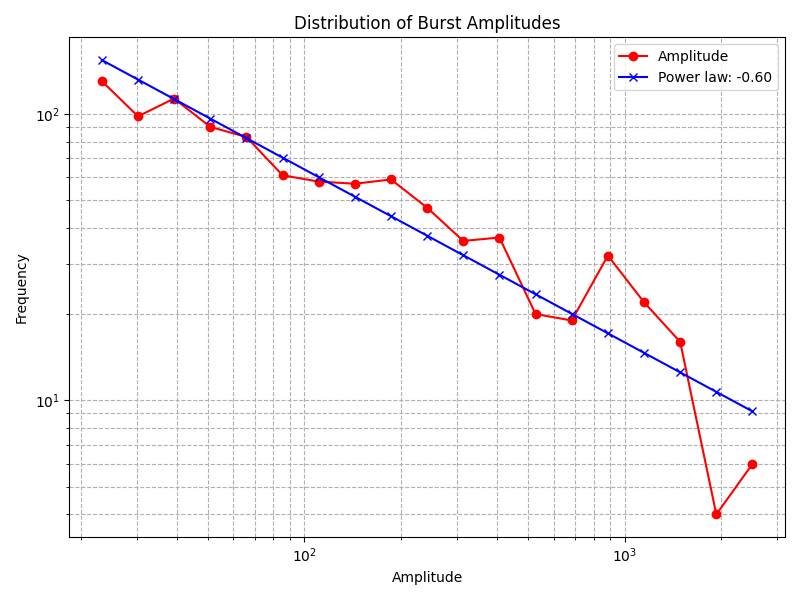 Distribution of Burst Amplitudes
Amplitude
Power law: -0.60
Frequency
10²
10¹
10²
10³
Amplitude